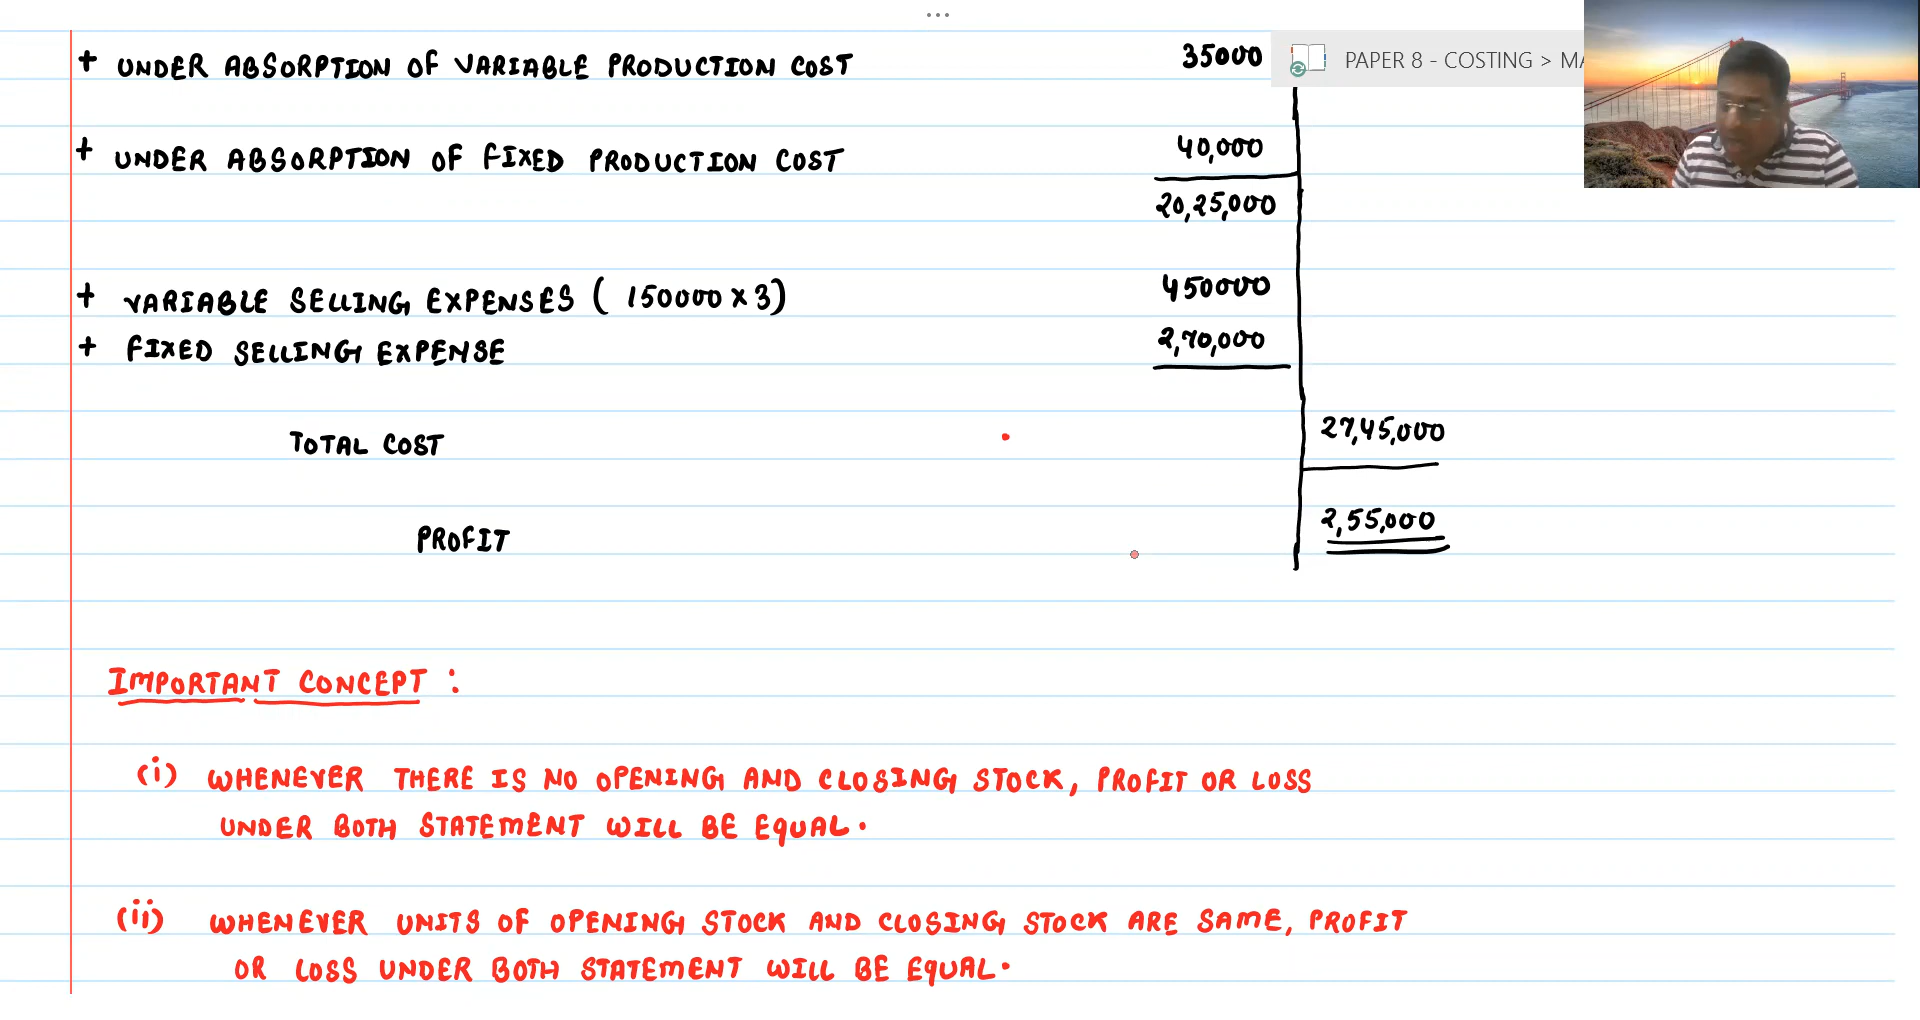 ...
+ UNDER ABSORPTION OF VARIABLE PRODUCTION COST 35000
PAPER 8 - COSTING > MA
+ UNDER ABSORPTION OF FIXED PRODUCTION COST 40,000
20,25,000
+ VARIABLE SELLING EXPENSES ( 150000 x 3) 450000
+ FIXED SELLING EXPENSE 2,70,000
TOTAL COST 27,45,000
PROFIT 2,55,000
IMPORTANT CONCEPT :
(i) WHENEVER THERE IS NO OPENING AND CLOSING STOCK, PROFIT OR LOSS
UNDER BOTH STATEMENT WILL BE EQUAL.
(ii) WHENEVER UNITS OF OPENING STOCK AND CLOSING STOCK ARE SAME, PROFIT
OR LOSS UNDER BOTH STATEMENT WILL BE EQUAL.